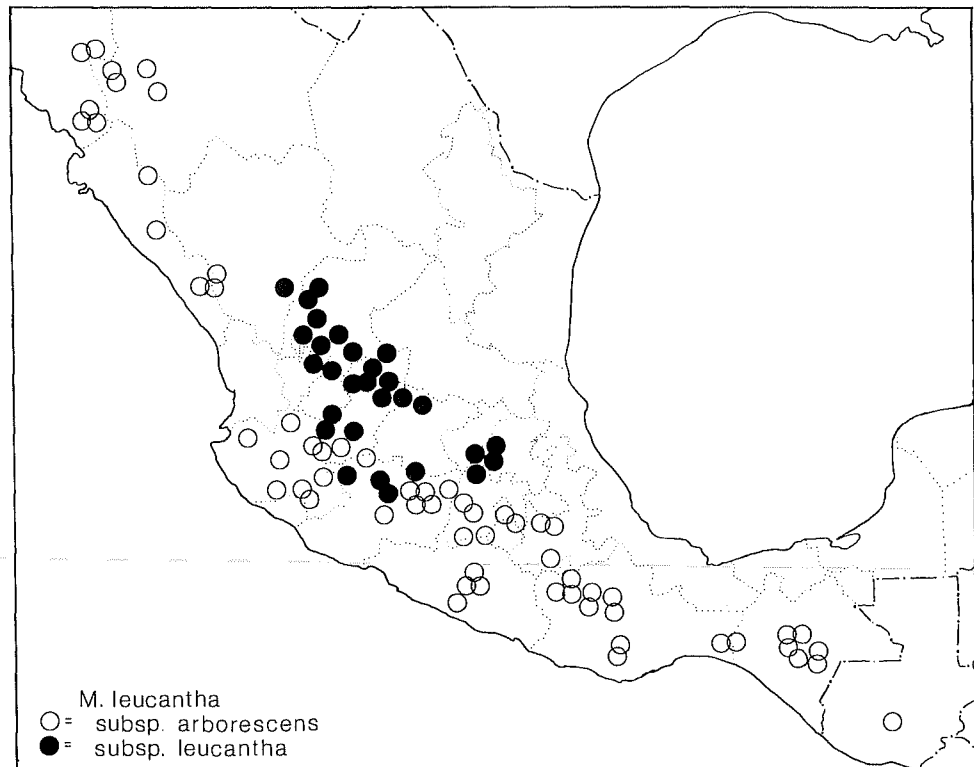 M. leucantha
= subsp. arborescens
= subsp. leucantha